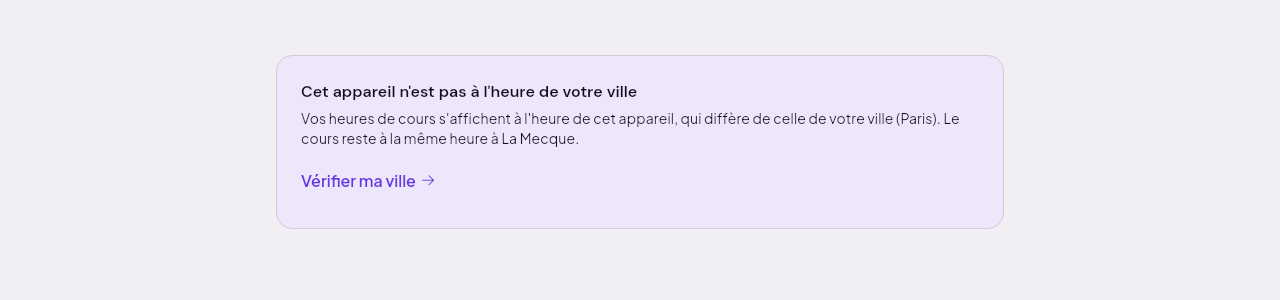 Cet appareil n'est pas à l'heure de votre ville
Vos heures de cours s'affichent à l'heure de cet appareil, qui diffère de celle de votre ville (Paris). Le
cours reste à la même heure à La Mecque.
Vérifier ma ville →